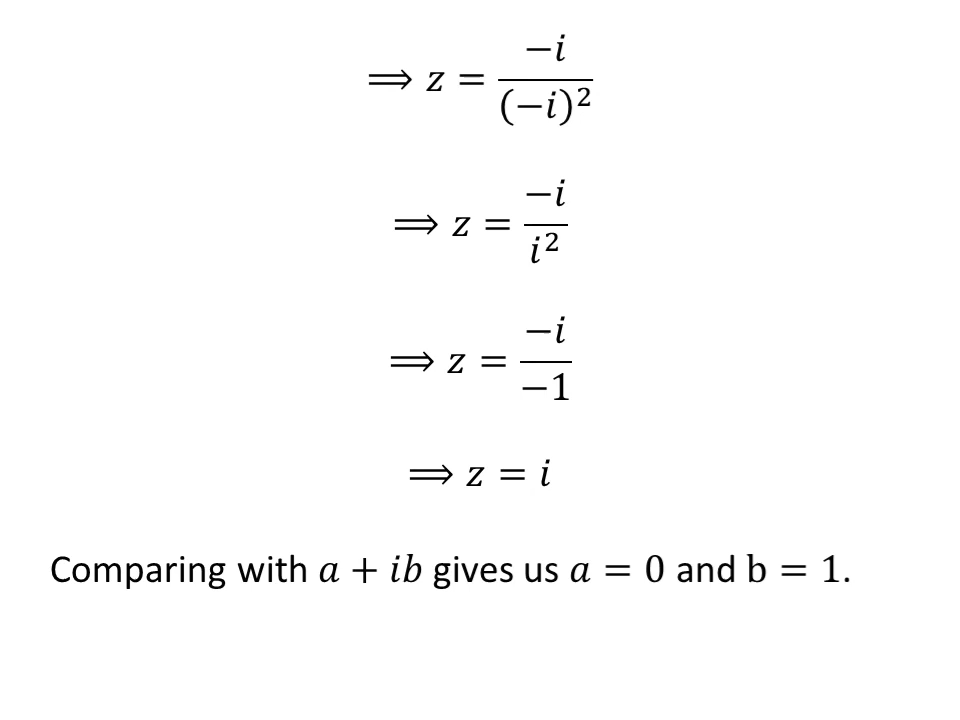 ⟹ z = −i/(−i)²
⟹ z = −i/i²
⟹ z = −i/−1
⟹ z = i
Comparing with a + ib gives us a = 0 and b = 1.